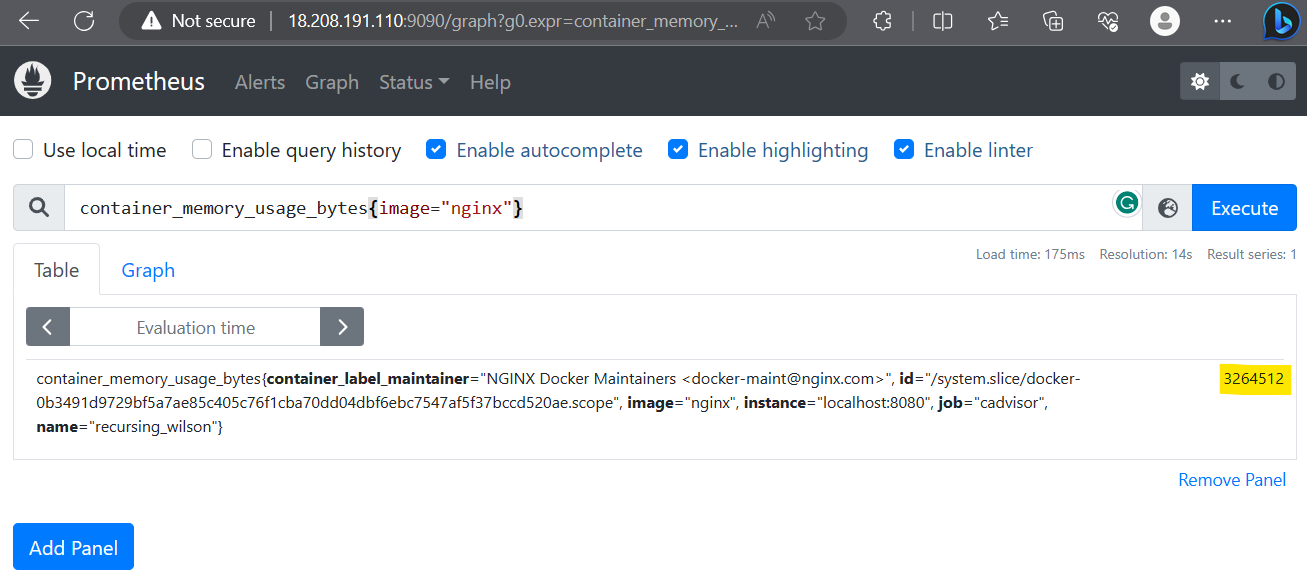 Not secure 18.208.191.110:9090/graph?g0.expr=container_memory_...
Prometheus Alerts Graph Status Help
Use local time Enable query history Enable autocomplete Enable highlighting Enable linter
container_memory_usage_bytes{image="nginx"} Execute
Load time: 175ms Resolution: 14s Result series: 1
Table Graph
Evaluation time
container_memory_usage_bytes{container_label_maintainer="NGINX Docker Maintainers <docker-maint@nginx.com>", id="/system.slice/docker- 3264512
0b3491d9729bf5a7ae85c405c76f1cba70dd04dbf6ebc7547af5f37bccd520ae.scope", image="nginx", instance="localhost:8080", job="cadvisor",
name="recursing_wilson"}
Remove Panel
Add Panel